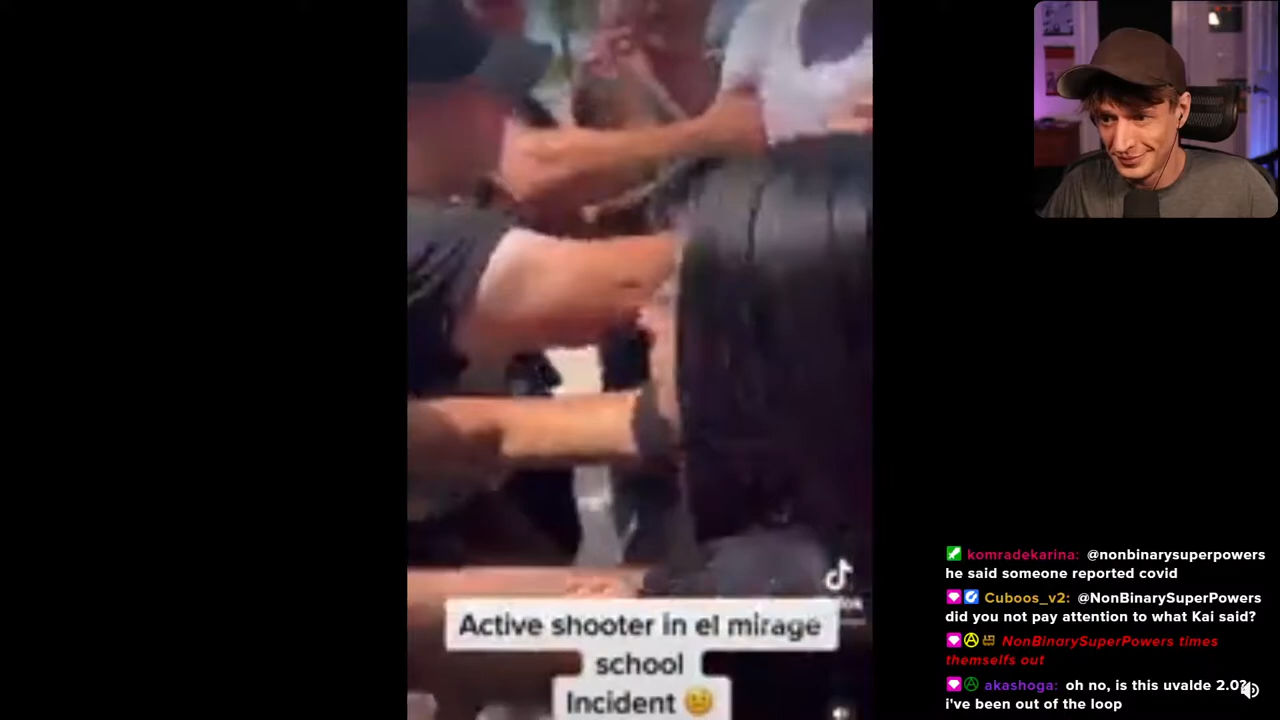 Active shooter in el mirage
school
Incident 😐
komradekarina: @nonbinarysuperpowers
he said someone reported covid
Cuboos_v2: @NonBinarySuperPowers
did you not pay attention to what Kai said?
NonBinarySuperPowers times
themselfs out
akashoga: oh no, is this uvalde 2.0?
i've been out of the loop